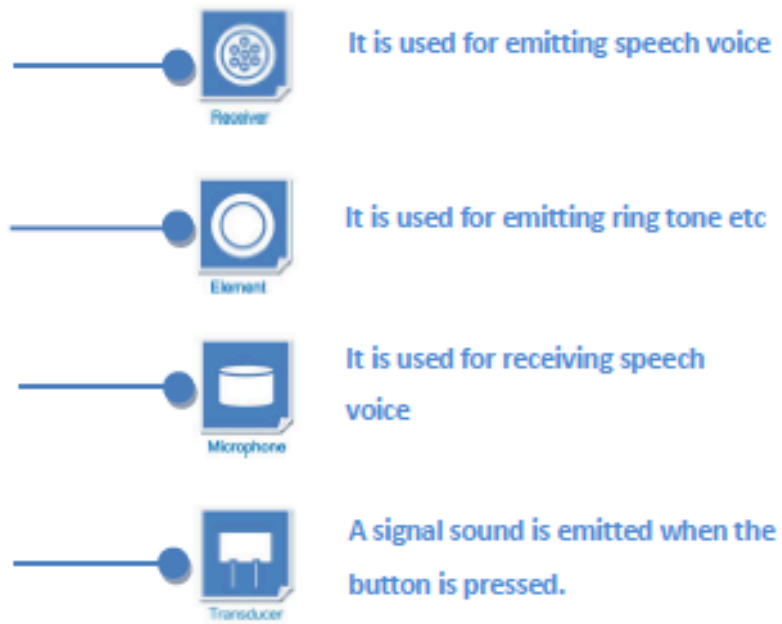 It is used for emitting speech voice
Receiver
It is used for emitting ring tone etc
Element
It is used for receiving speech
voice
Microphone
A signal sound is emitted when the
button is pressed.
Transducer